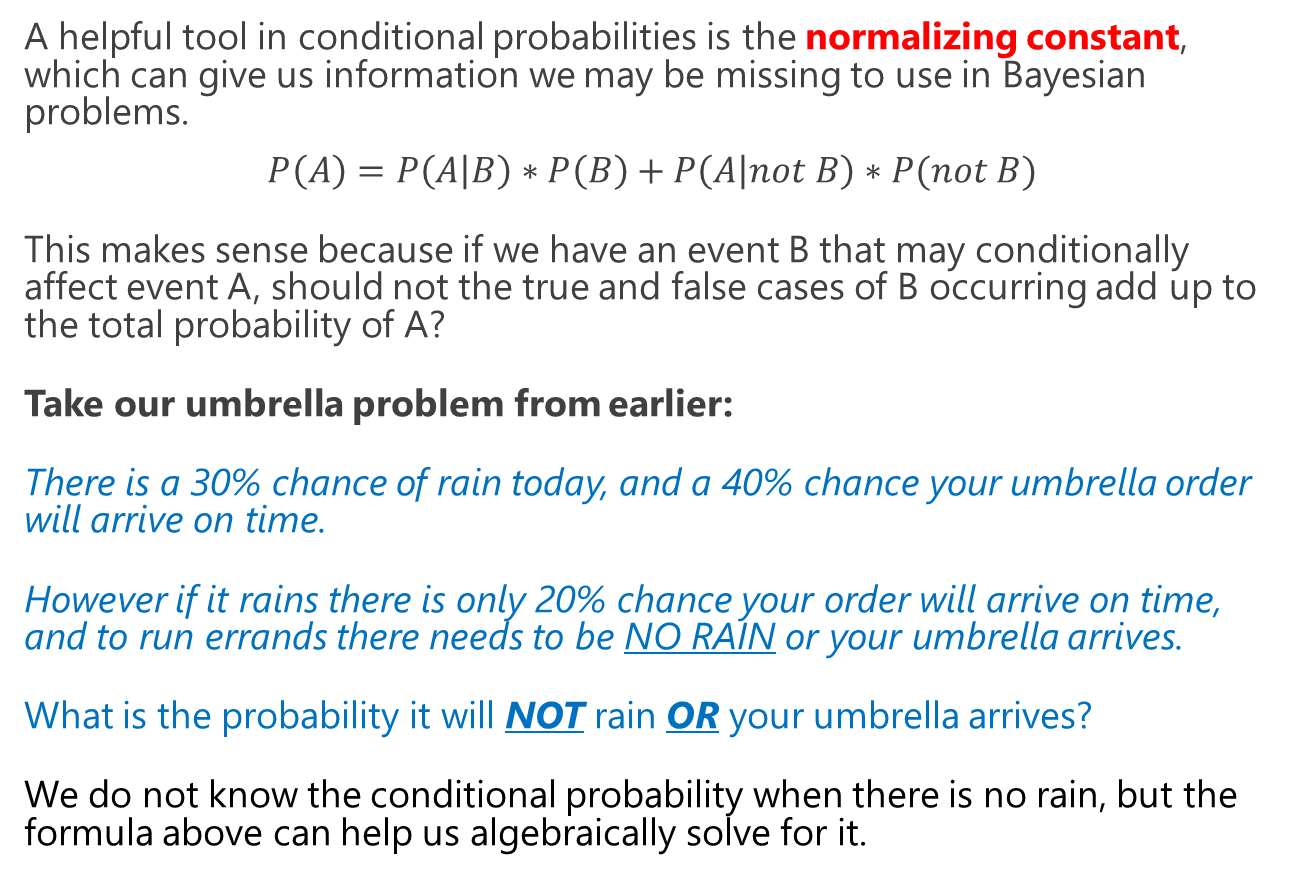 A helpful tool in conditional probabilities is the normalizing constant,
which can give us information we may be missing to use in Bayesian
problems.
P(A) = P(A|B) * P(B) + P(A|not B) * P(not B)
This makes sense because if we have an event B that may conditionally
affect event A, should not the true and false cases of B occurring add up to
the total probability of A?
Take our umbrella problem from earlier:
There is a 30% chance of rain today, and a 40% chance your umbrella order
will arrive on time.
However if it rains there is only 20% chance your order will arrive on time,
and to run errands there needs to be NO RAIN or your umbrella arrives.
What is the probability it will NOT rain OR your umbrella arrives?
We do not know the conditional probability when there is no rain, but the
formula above can help us algebraically solve for it.